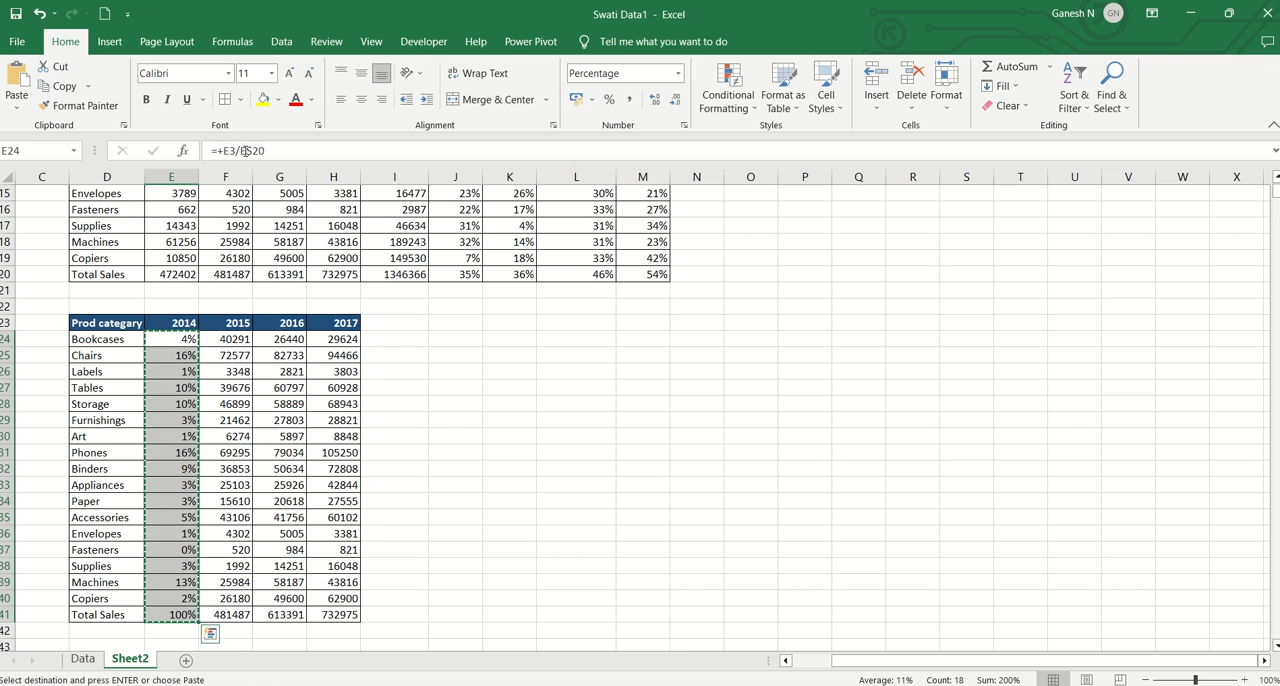 Swati Data1 - Excel
Ganesh N GN
File Home Insert Page Layout Formulas Data Review View Developer Help Power Pivot Tell me what you want to do
Paste Cut Copy Format Painter
Clipboard
Calibri 11
B I U
Font
Wrap Text
Merge & Center
Alignment
Percentage
Number
Conditional Formatting Format as Table Cell Styles
Styles
Insert Delete Format
Cells
AutoSum Fill Clear
Sort & Filter Find & Select
Editing
E24 fx =+E3/E$20
C D E F G H I J K L M N O P Q R S T U V W X
15 Envelopes 3789 4302 5005 3381 16477 23% 26% 30% 21%
16 Fasteners 662 520 984 821 2987 22% 17% 33% 27%
17 Supplies 14343 1992 14251 16048 46634 31% 4% 31% 34%
18 Machines 61256 25984 58187 43816 189243 32% 14% 31% 23%
19 Copiers 10850 26180 49600 62900 149530 7% 18% 33% 42%
20 Total Sales 472402 481487 613391 732975 1346366 35% 36% 46% 54%
21
22
23 Prod categary 2014 2015 2016 2017
24 Bookcases 4% 40291 26440 29624
25 Chairs 16% 72577 82733 94466
26 Labels 1% 3348 2821 3803
27 Tables 10% 39676 60797 60928
28 Storage 10% 46899 58889 68943
29 Furnishings 3% 21462 27803 28821
30 Art 1% 6274 5897 8848
31 Phones 16% 69295 79034 105250
32 Binders 9% 36853 50634 72808
33 Appliances 3% 25103 25926 42844
34 Paper 3% 15610 20618 27555
35 Accessories 5% 43106 41756 60102
36 Envelopes 1% 4302 5005 3381
37 Fasteners 0% 520 984 821
38 Supplies 3% 1992 14251 16048
39 Machines 13% 25984 58187 43816
40 Copiers 2% 26180 49600 62900
41 Total Sales 100% 481487 613391 732975
42
43
Data Sheet2
Select destination and press ENTER or choose Paste Average: 11% Count: 18 Sum: 200% 100%